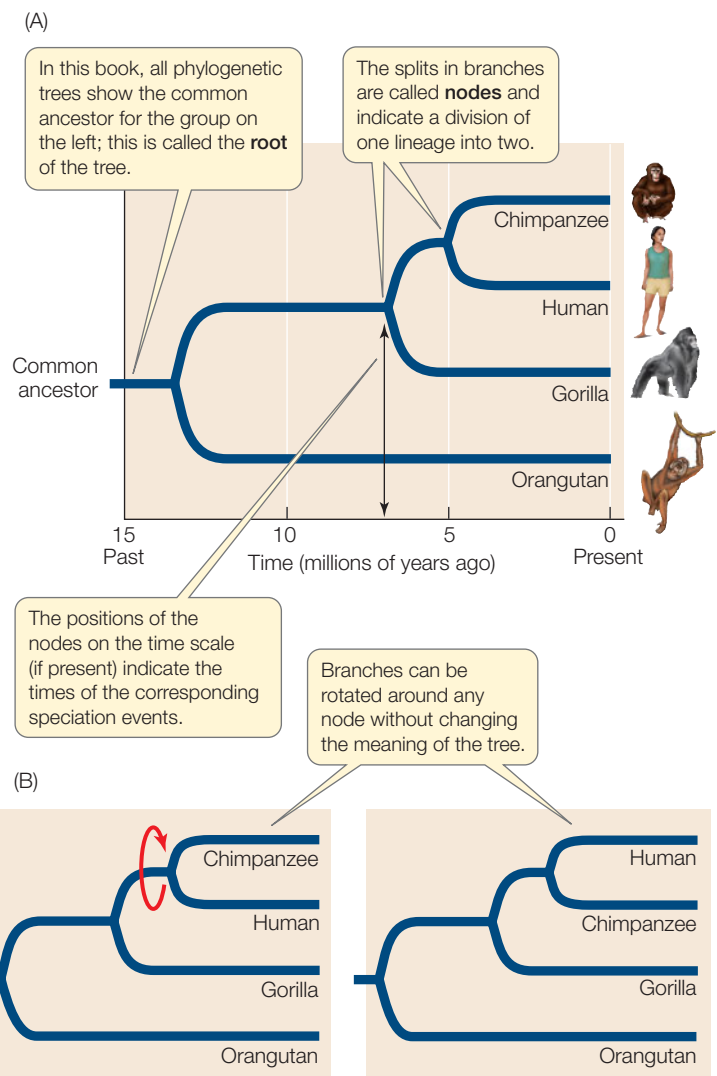 (A)
In this book, all phylogenetic
trees show the common
ancestor for the group on
the left; this is called the root
of the tree.
The splits in branches
are called nodes and
indicate a division of
one lineage into two.
Chimpanzee
Human
Gorilla
Orangutan
Common
ancestor
15
10
5
0
Past
Time (millions of years ago)
Present
The positions of the
nodes on the time scale
(if present) indicate the
times of the corresponding
speciation events.
Branches can be
rotated around any
node without changing
the meaning of the tree.
(B)
Chimpanzee
Human
Gorilla
Orangutan
Human
Chimpanzee
Gorilla
Orangutan